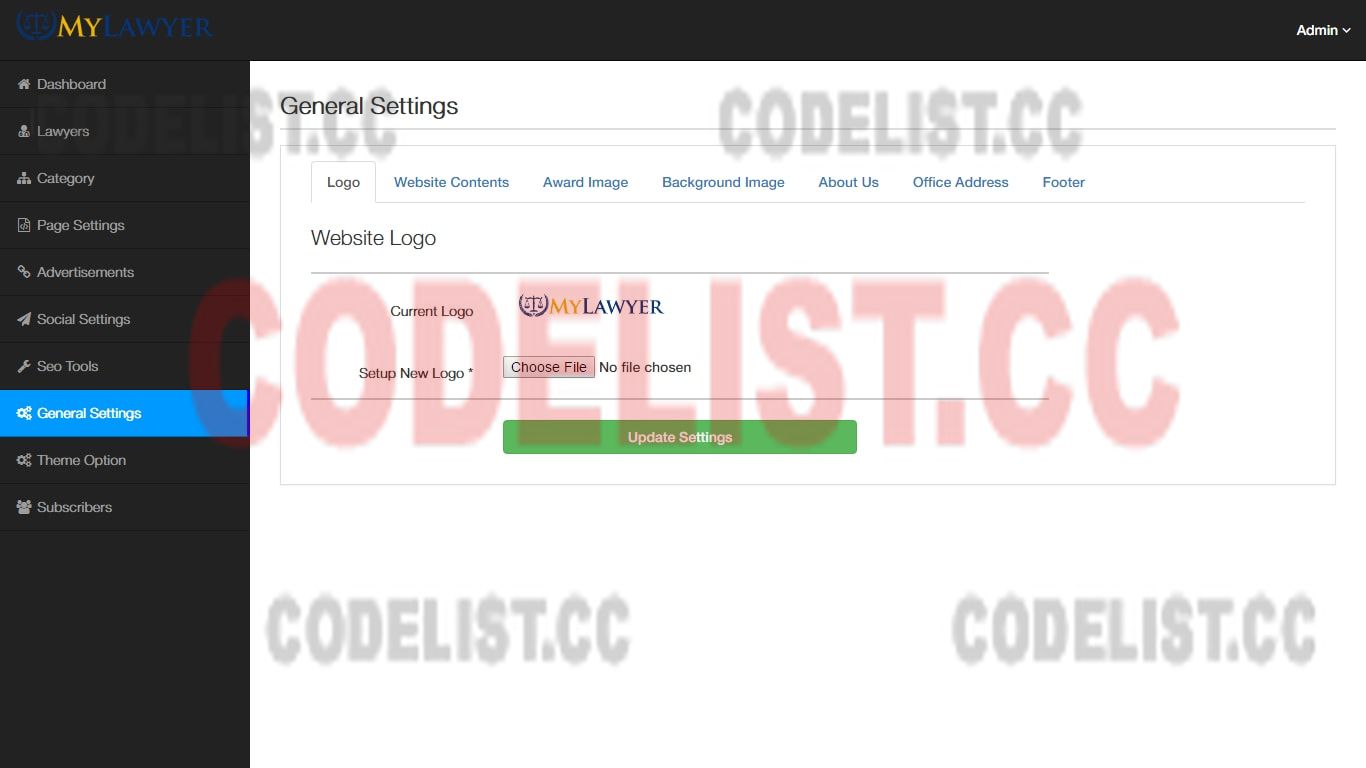 MYLAWYER
Admin
Dashboard
Lawyers
Category
Page Settings
Advertisements
Social Settings
Seo Tools
General Settings
Theme Option
Subscribers
General Settings
Logo Website Contents Award Image Background Image About Us Office Address Footer
Website Logo
Current Logo MYLAWYER
Setup New Logo * Choose File No file chosen
Update Settings
CODELIST.CC
CODELIST.CC
CODELIST.CC
CODELIST.CC
CODELIST.CC